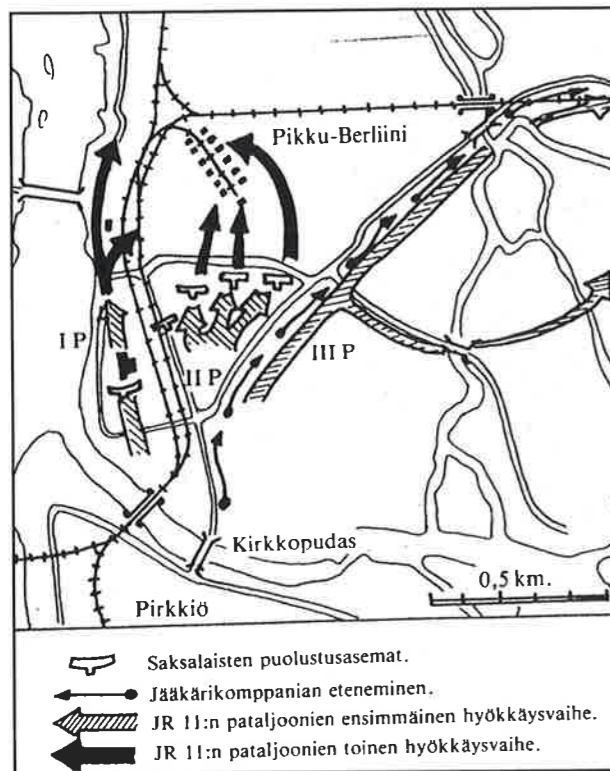 Pikku-Berliini
I P
II P
III P
Kirkkopudas
Pirkkiö
0,5 km.
Saksalaisten puolustusasemat.
Jääkärikomppanian eteneminen.
JR 11:n pataljoonien ensimmäinen hyökkäysvaihe.
JR 11:n pataljoonien toinen hyökkäysvaihe.